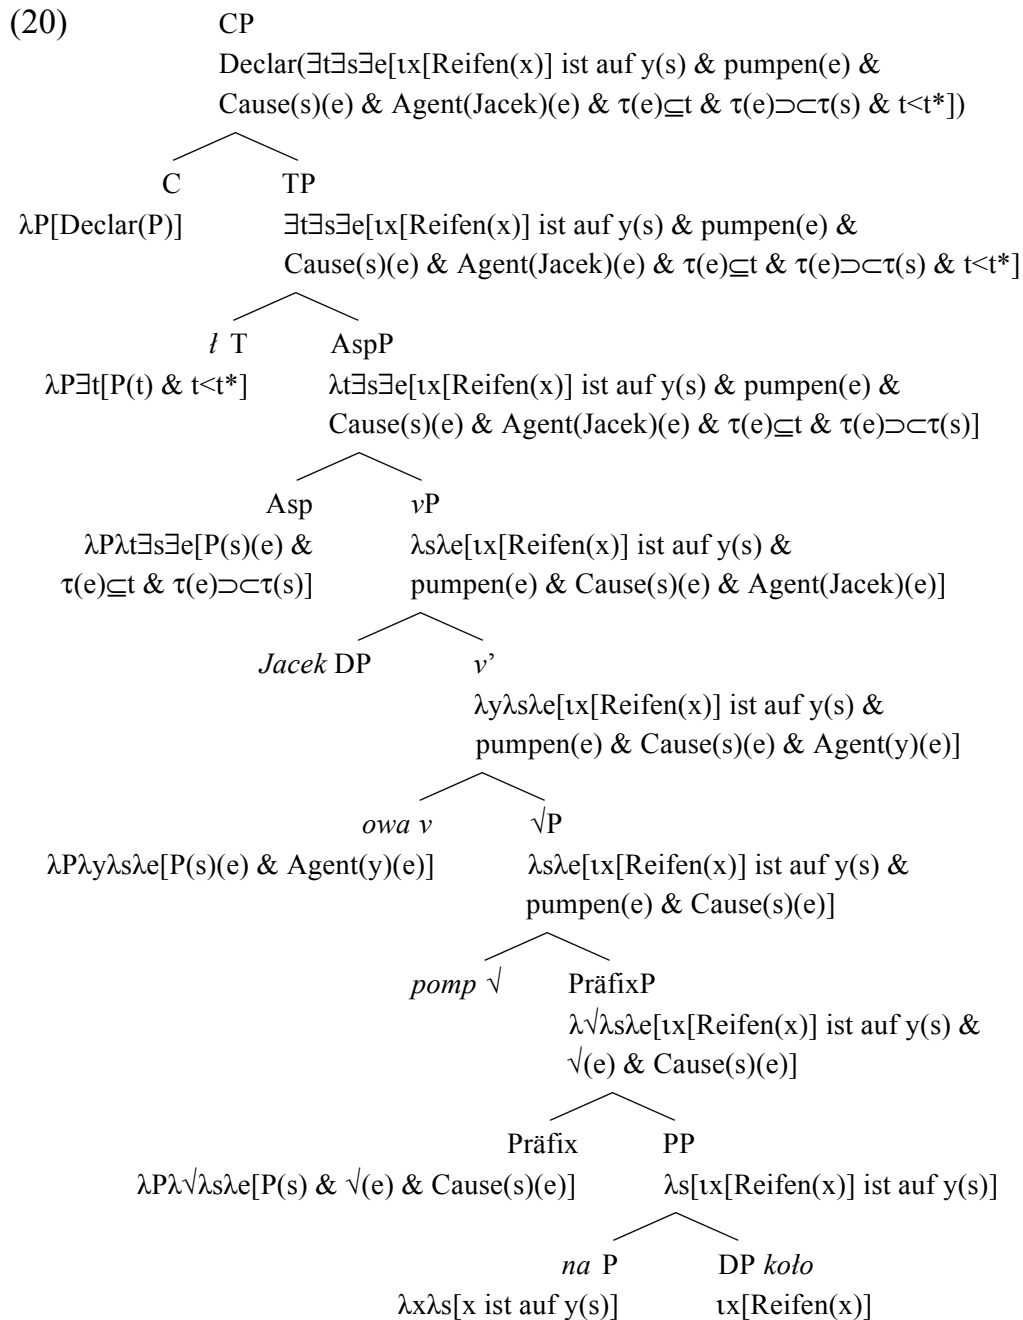 (20) CP
Declar(∃t∃s∃e[ιx[Reifen(x)] ist auf y(s) & pumpen(e) &
Cause(s)(e) & Agent(Jacek)(e) & τ(e)⊆t & τ(e)⊃⊂τ(s) & t<t*])
C TP
λP[Declar(P)] ∃t∃s∃e[ιx[Reifen(x)] ist auf y(s) & pumpen(e) &
Cause(s)(e) & Agent(Jacek)(e) & τ(e)⊆t & τ(e)⊃⊂τ(s) & t<t*]
ł T AspP
λP∃t[P(t) & t<t*] λt∃s∃e[ιx[Reifen(x)] ist auf y(s) & pumpen(e) &
Cause(s)(e) & Agent(Jacek)(e) & τ(e)⊆t & τ(e)⊃⊂τ(s)]
Asp vP
λPλt∃s∃e[P(s)(e) & λsλe[ιx[Reifen(x)] ist auf y(s) &
τ(e)⊆t & τ(e)⊃⊂τ(s)] pumpen(e) & Cause(s)(e) & Agent(Jacek)(e)]
Jacek DP v’
λyλsλe[ιx[Reifen(x)] ist auf y(s) &
pumpen(e) & Cause(s)(e) & Agent(y)(e)]
owa v √P
λPλyλsλe[P(s)(e) & Agent(y)(e)] λsλe[ιx[Reifen(x)] ist auf y(s) &
pumpen(e) & Cause(s)(e)]
pomp √ PräfixP
λ√λsλe[ιx[Reifen(x)] ist auf y(s) &
√(e) & Cause(s)(e)]
Präfix PP
λPλ√λsλe[P(s) & √(e) & Cause(s)(e)] λs[ιx[Reifen(x)] ist auf y(s)]
na P DP koło
λxλs[x ist auf y(s)] ιx[Reifen(x)]